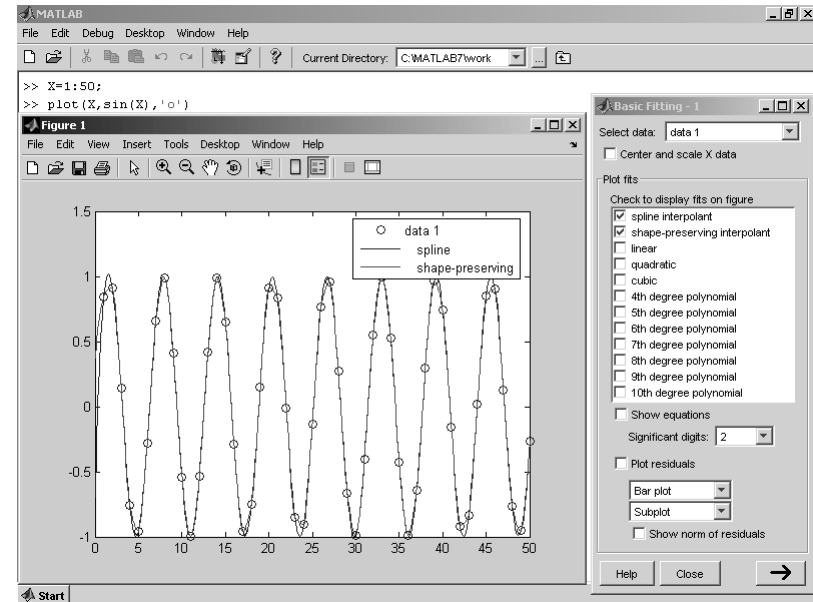 MATLAB
File Edit Debug Desktop Window Help
Current Directory: C:\MATLAB7\work
>> X=1:50;
>> plot(X,sin(X),'o')
Figure 1
File Edit View Insert Tools Desktop Window Help
1.5
1
0.5
0
-0.5
-1
0 5 10 15 20 25 30 35 40 45 50
data 1
spline
shape-preserving
Basic Fitting - 1
Select data: data 1
Center and scale X data
Plot fits
Check to display fits on figure
spline interpolant
shape-preserving interpolant
linear
quadratic
cubic
4th degree polynomial
5th degree polynomial
6th degree polynomial
7th degree polynomial
8th degree polynomial
9th degree polynomial
10th degree polynomial
Show equations
Significant digits: 2
Plot residuals
Bar plot
Subplot
Show norm of residuals
Help Close
Start